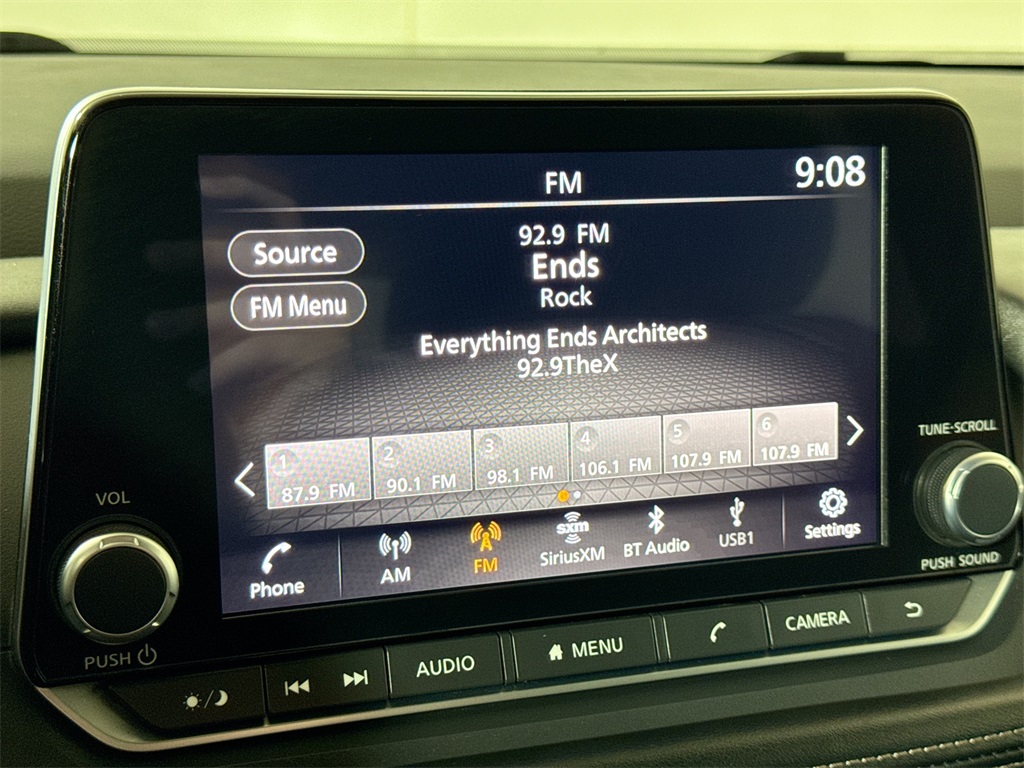 FM
9:08
Source
FM Menu
92.9 FM
Ends
Rock
Everything Ends Architects
92.9TheX
1
87.9 FM
2
90.1 FM
3
98.1 FM
4
106.1 FM
5
107.9 FM
6
107.9 FM
Phone
AM
FM
sxm
SiriusXM
BT Audio
USB1
Settings
VOL
PUSH
TUNE·SCROLL
PUSH SOUND
AUDIO
MENU
CAMERA